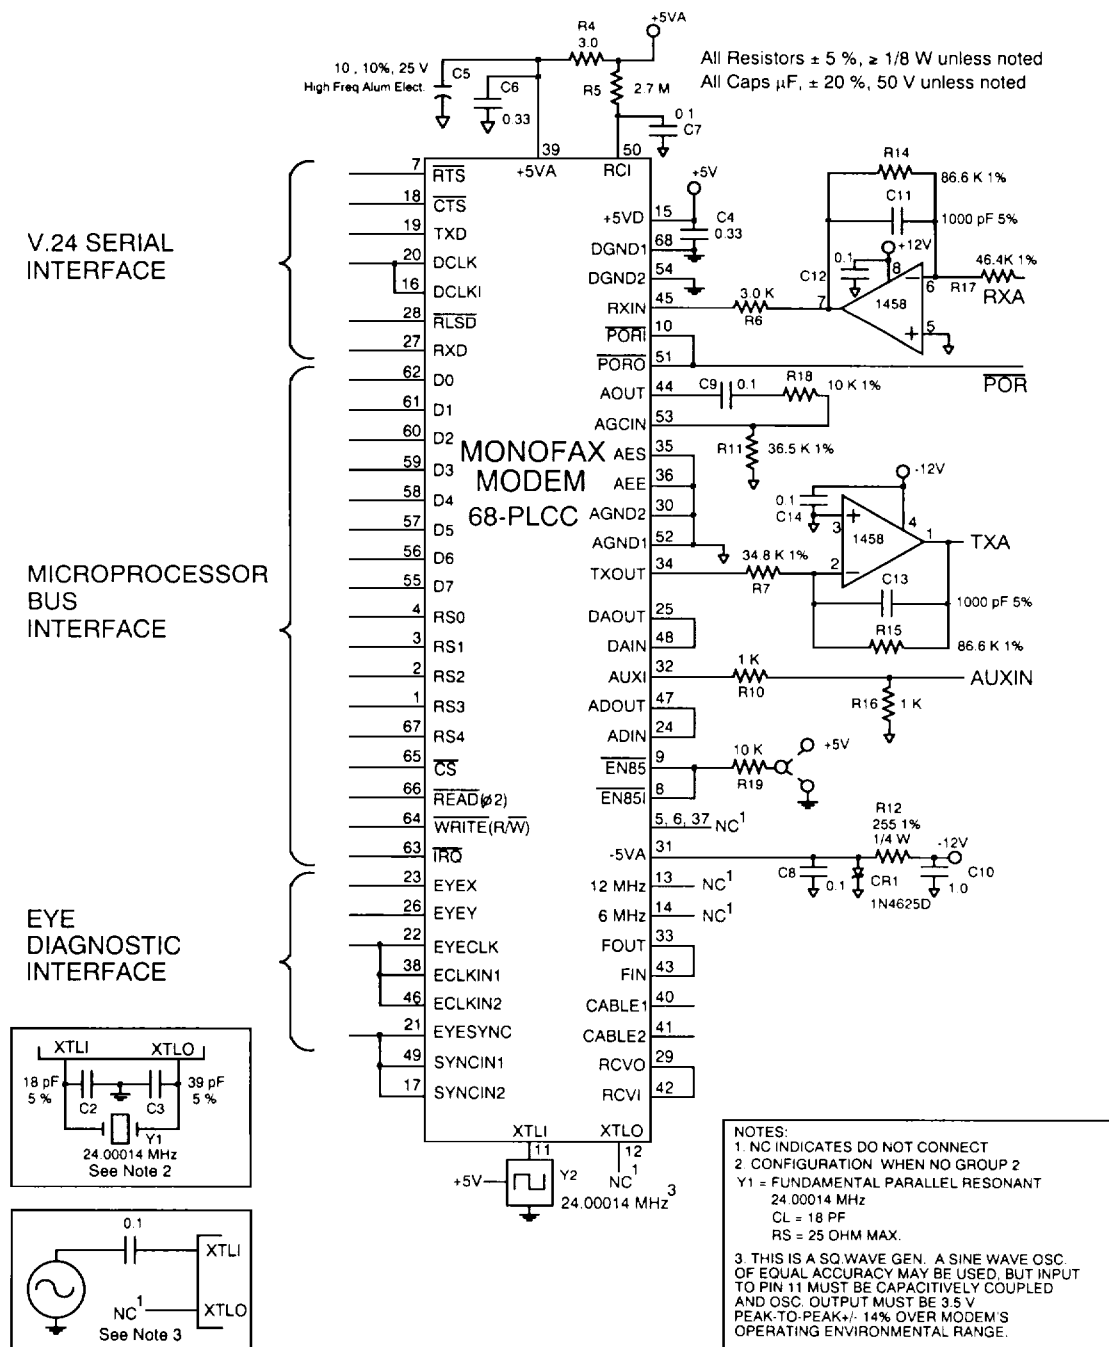 R4
3.0
+5VA
All Resistors ± 5 %, ≥ 1/8 W unless noted
All Caps µF, ± 20 %, 50 V unless noted
10 , 10%, 25 V
High Freq Alum Elect.
C5
C6
0.33
R5
2.7 M
0.1
C7
39
50
+5VA
RCI
V.24 SERIAL
INTERFACE
7 RTS
18 CTS
19 TXD
20 DCLK
16 DCLKI
28 RLSD
27 RXD
MICROPROCESSOR
BUS
INTERFACE
62 D0
61 D1
60 D2
59 D3
58 D4
57 D5
56 D6
55 D7
4 RS0
3 RS1
2 RS2
1 RS3
67 RS4
65 CS
66 READ(ø2)
64 WRITE(R/W)
63 IRQ
EYE
DIAGNOSTIC
INTERFACE
23 EYEX
26 EYEY
22 EYECLK
38 ECLKIN1
46 ECLKIN2
21 EYESYNC
49 SYNCIN1
17 SYNCIN2
MONOFAX
MODEM
68-PLCC
+5VD 15
DGND1 68
DGND2 54
RXIN 45
PORI 10
PORO 51
AOUT 44
AGCIN 53
AES 35
AEE 36
AGND2 30
AGND1 52
TXOUT 34
DAOUT 25
DAIN 48
AUXI 32
ADOUT 47
ADIN 24
EN85 9
EN85I 8
5, 6, 37 NC1
-5VA 31
12 MHz 13 NC1
6 MHz 14 NC1
FOUT 33
FIN 43
CABLE1 40
CABLE2 41
RCVO 29
RCVI 42
+5V
C4
0.33
R14
86.6 K 1%
C11
1000 pF 5%
+12V
0.1
C12
8
1458
7
6
5
−
+
46.4K 1%
R17
RXA
3.0 K
R6
POR
C9
0.1
R18
10 K 1%
R11
36.5 K 1%
-12V
0.1
C14
+
3
4
1458
1
TXA
2
−
34.8 K 1%
R7
C13
1000 pF 5%
R15
86.6 K 1%
1 K
R10
AUXIN
R16
1 K
10 K
R19
+5V
R12
255 1%
1/4 W
-12V
C10
1.0
C8
0.1
CR1
1N4625D
XTLI
XTLO
11
12
+5V
Y2
NC1
24.00014 MHz 3
XTLI
XTLO
18 pF
5 %
C2
C3
39 pF
5 %
Y1
24.00014 MHz
See Note 2
0.1
XTLI
NC1
XTLO
See Note 3
NOTES:
1. NC INDICATES DO NOT CONNECT
2. CONFIGURATION WHEN NO GROUP 2
Y1 = FUNDAMENTAL PARALLEL RESONANT
24.00014 MHz
CL = 18 PF
RS = 25 OHM MAX.
3. THIS IS A SQ.WAVE GEN. A SINE WAVE OSC.
OF EQUAL ACCURACY MAY BE USED, BUT INPUT
TO PIN 11 MUST BE CAPACITIVELY COUPLED
AND OSC. OUTPUT MUST BE 3.5 V
PEAK-TO-PEAK+/- 14% OVER MODEM'S
OPERATING ENVIRONMENTAL RANGE.